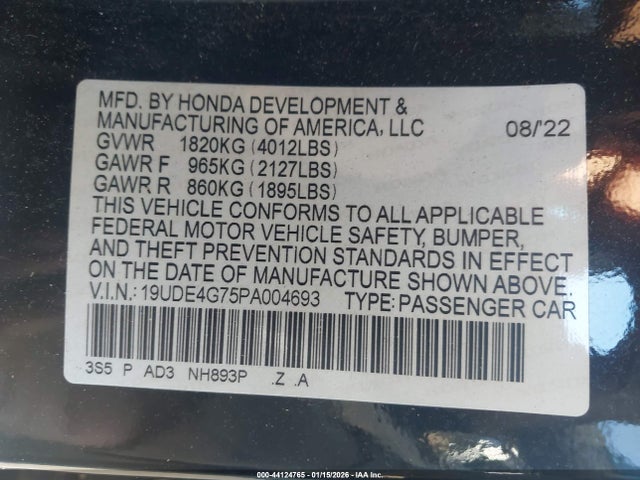 MFD. BY HONDA DEVELOPMENT &
MANUFACTURING OF AMERICA, LLC 08/'22
GVWR 1820KG (4012LBS)
GAWR F 965KG (2127LBS)
GAWR R 860KG (1895LBS)
THIS VEHICLE CONFORMS TO ALL APPLICABLE
FEDERAL MOTOR VEHICLE SAFETY, BUMPER,
AND THEFT PREVENTION STANDARDS IN EFFECT
ON THE DATE OF MANUFACTURE SHOWN ABOVE.
V.I.N.: 19UDE4G75PA004693 TYPE: PASSENGER CAR
3S5 P AD3 NH893P .Z .A
000-44124765 - 01/15/2026 - IAA Inc.